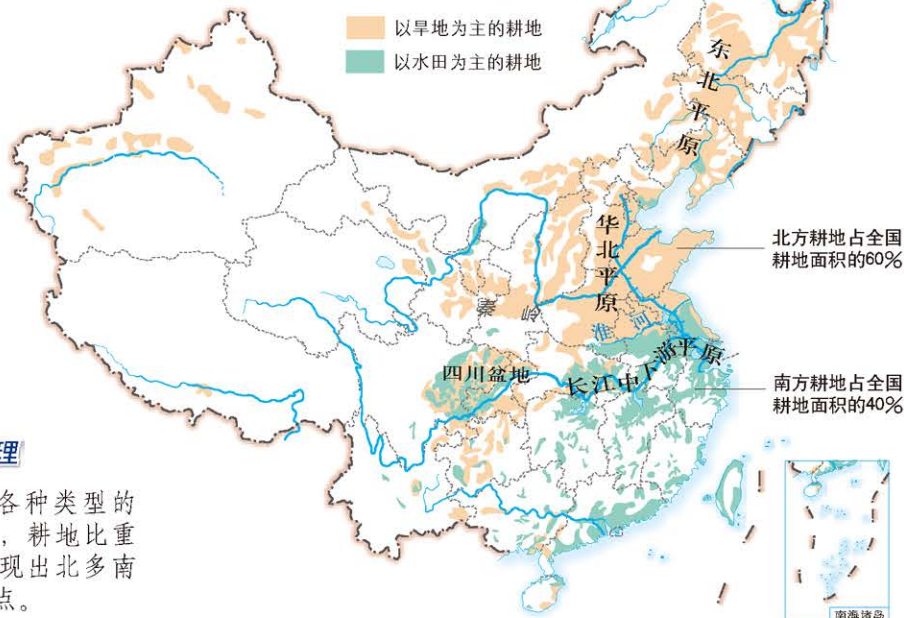 以旱地为主的耕地
以水田为主的耕地
东北平原
华北平原
北方耕地占全国
耕地面积的60%
秦岭
淮河
四川盆地
长江中下游平原
南方耕地占全国
耕地面积的40%
理
各种类型的
，耕地比重
现出北多南
点。
南海诸岛